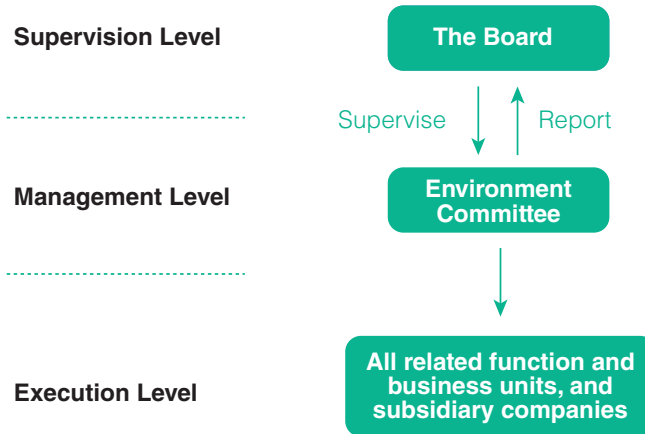 Supervision Level
The Board
Supervise
Report
Management Level
Environment
Committee
Execution Level
All related function and
business units, and
subsidiary companies